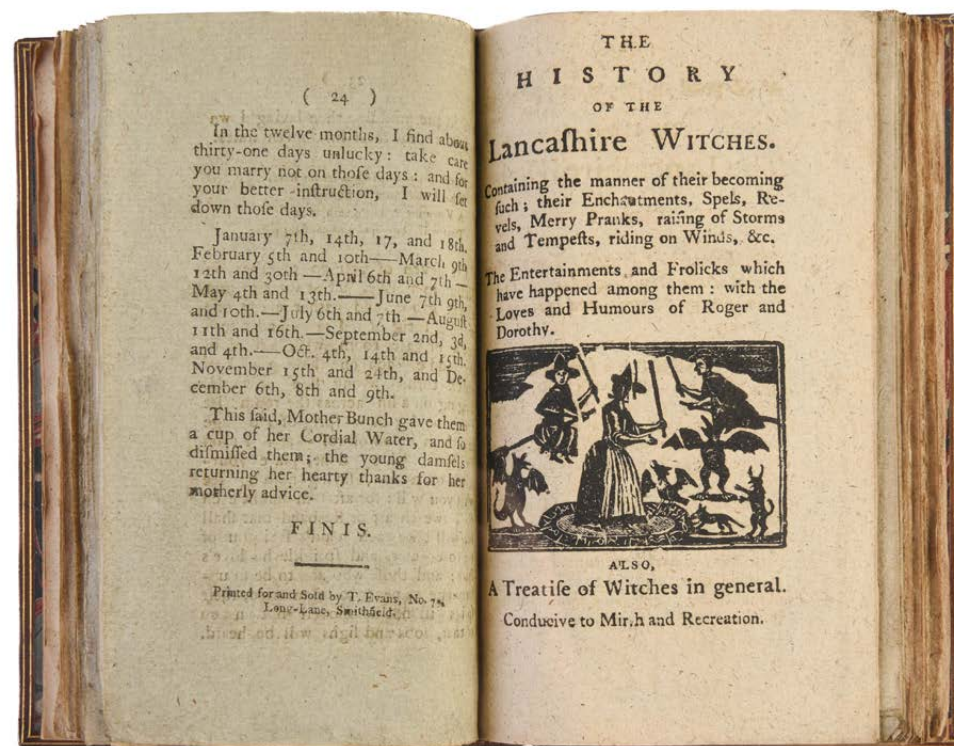 ( 24 )
In the twelve months, I find about
thirty-one days unlucky: take care
you marry not on thoſe days: and for
your better inſtruction, I will ſet
down thoſe days.
January 7th, 14th, 17, and 18th.
February 5th and 10th——March 9th
12th and 30th—April 6th and 7th—
May 4th and 13th.——June 7th 9th,
and 10th.—July 6th and 7th—Auguſt
11th and 16th.—September 2nd, 3d,
and 4th.—Oct. 4th, 14th and 15th.
November 15th and 24th, and De-
cember 6th, 8th and 9th.
This ſaid, Mother Bunch gave them
a cup of her Cordial Water, and ſo
diſmiſſed them; the young damſels
returning her hearty thanks for her
motherly advice.
FINIS.
Printed for and Sold by T. Evans, No.
Long-Lane, Smithfield.
THE
HISTORY
OF THE
Lancaſhire WITCHES.
Containing the manner of their becoming
ſuch; their Enchantments, Spels, Re-
vels, Merry Pranks, raiſing of Storms
and Tempeſts, riding on Winds, &c.
The Entertainments and Frolicks which
have happened among them: with the
Loves and Humours of Roger and
Dorothy.
ALSO,
A Treatiſe of Witches in general.
Conducive to Mir.h and Recreation.